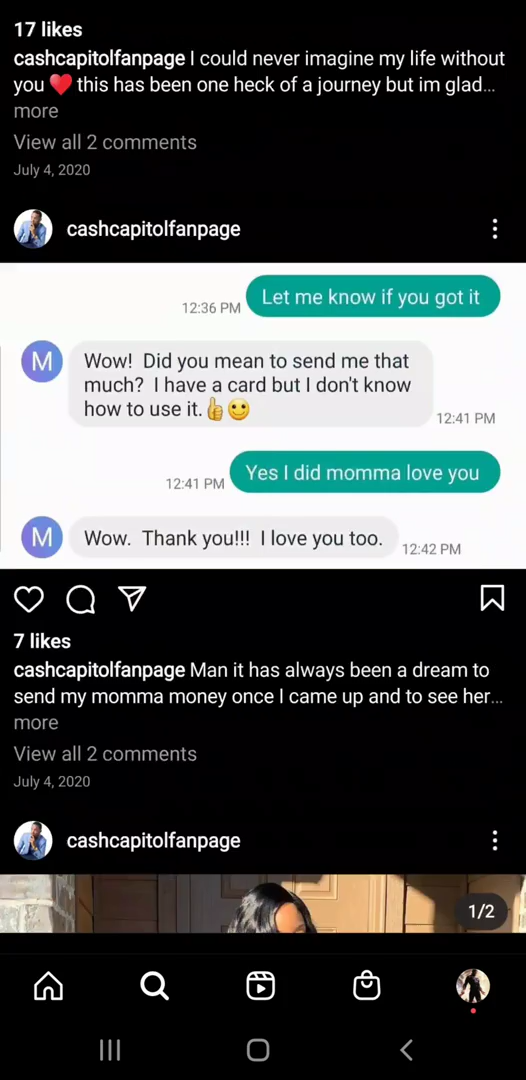 17 likes
cashcapitolfanpage I could never imagine my life without
you ❤️ this has been one heck of a journey but im glad...
more
View all 2 comments
July 4, 2020
cashcapitolfanpage
12:36 PM Let me know if you got it
M
Wow! Did you mean to send me that
much? I have a card but I don't know
how to use it.👍🙂
12:41 PM
12:41 PM Yes I did momma love you
M Wow. Thank you!!! I love you too. 12:42 PM
7 likes
cashcapitolfanpage Man it has always been a dream to
send my momma money once I came up and to see her...
more
View all 2 comments
July 4, 2020
cashcapitolfanpage
1/2